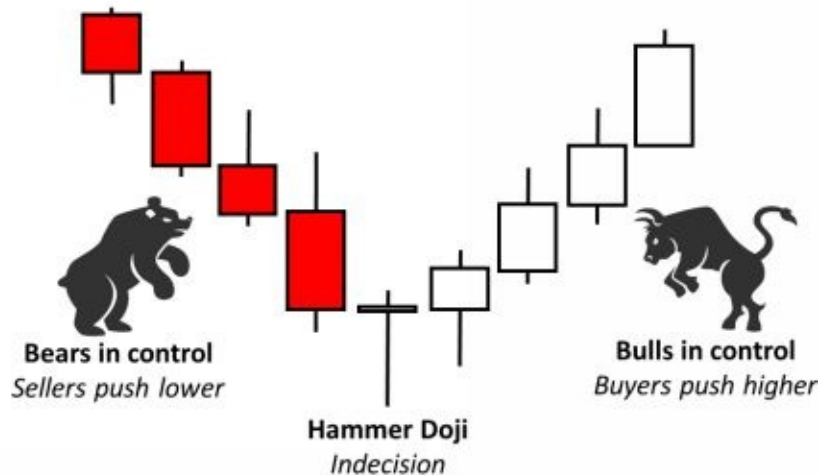 Bears in control
Sellers push lower
Bulls in control
Buyers push higher
Hammer Doji
Indecision